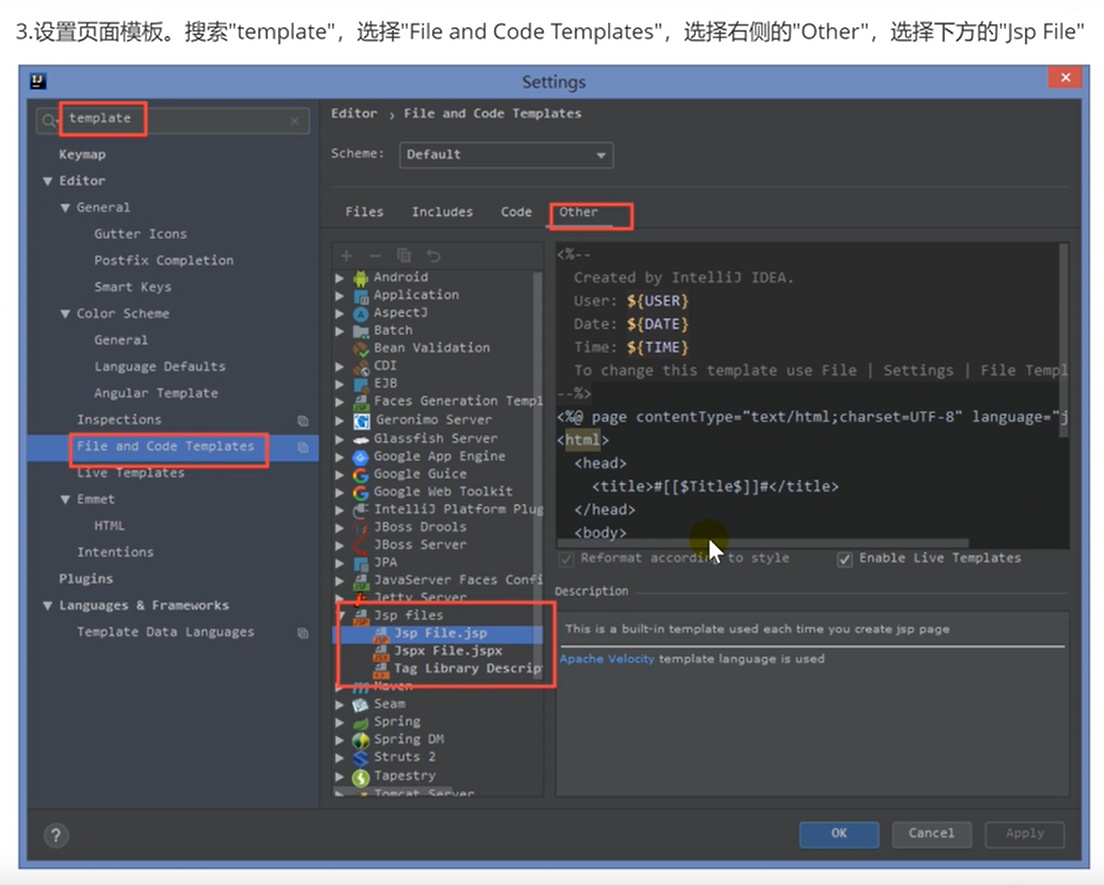 3.设置页面模板。搜索"template"，选择"File and Code Templates"，选择右侧的"Other"，选择下方的"Jsp File"
Settings
template
Keymap
Editor
General
Gutter Icons
Postfix Completion
Smart Keys
Color Scheme
General
Language Defaults
Angular Template
Inspections
File and Code Templates
Live Templates
Emmet
HTML
Intentions
Plugins
Languages & Frameworks
Template Data Languages
Editor › File and Code Templates
Scheme: Default
Files Includes Code Other
Android
Application
AspectJ
Batch
Bean Validation
CDI
EJB
Faces Generation Templ
Geronimo Server
Glassfish Server
Google App Engine
Google Guice
Google Web Toolkit
IntelliJ Platform Plug
JBoss Drools
JBoss Server
JPA
JavaServer Faces Confi
Jetty Server
Jsp files
Jsp File.jsp
Jspx File.jspx
Tag Library Descrip
Maven
Seam
Spring
Spring DM
Struts 2
Tapestry
Tomcat Server
<%--
Created by IntelliJ IDEA.
User: ${USER}
Date: ${DATE}
Time: ${TIME}
To change this template use File | Settings | File Templ
--%>
<%@ page contentType="text/html;charset=UTF-8" language="j
<html>
<head>
<title>#[[$Title$]]#</title>
</head>
<body>
Reformat according to style Enable Live Templates
Description
This is a built-in template used each time you create jsp page
Apache Velocity template language is used
? OK Cancel Apply